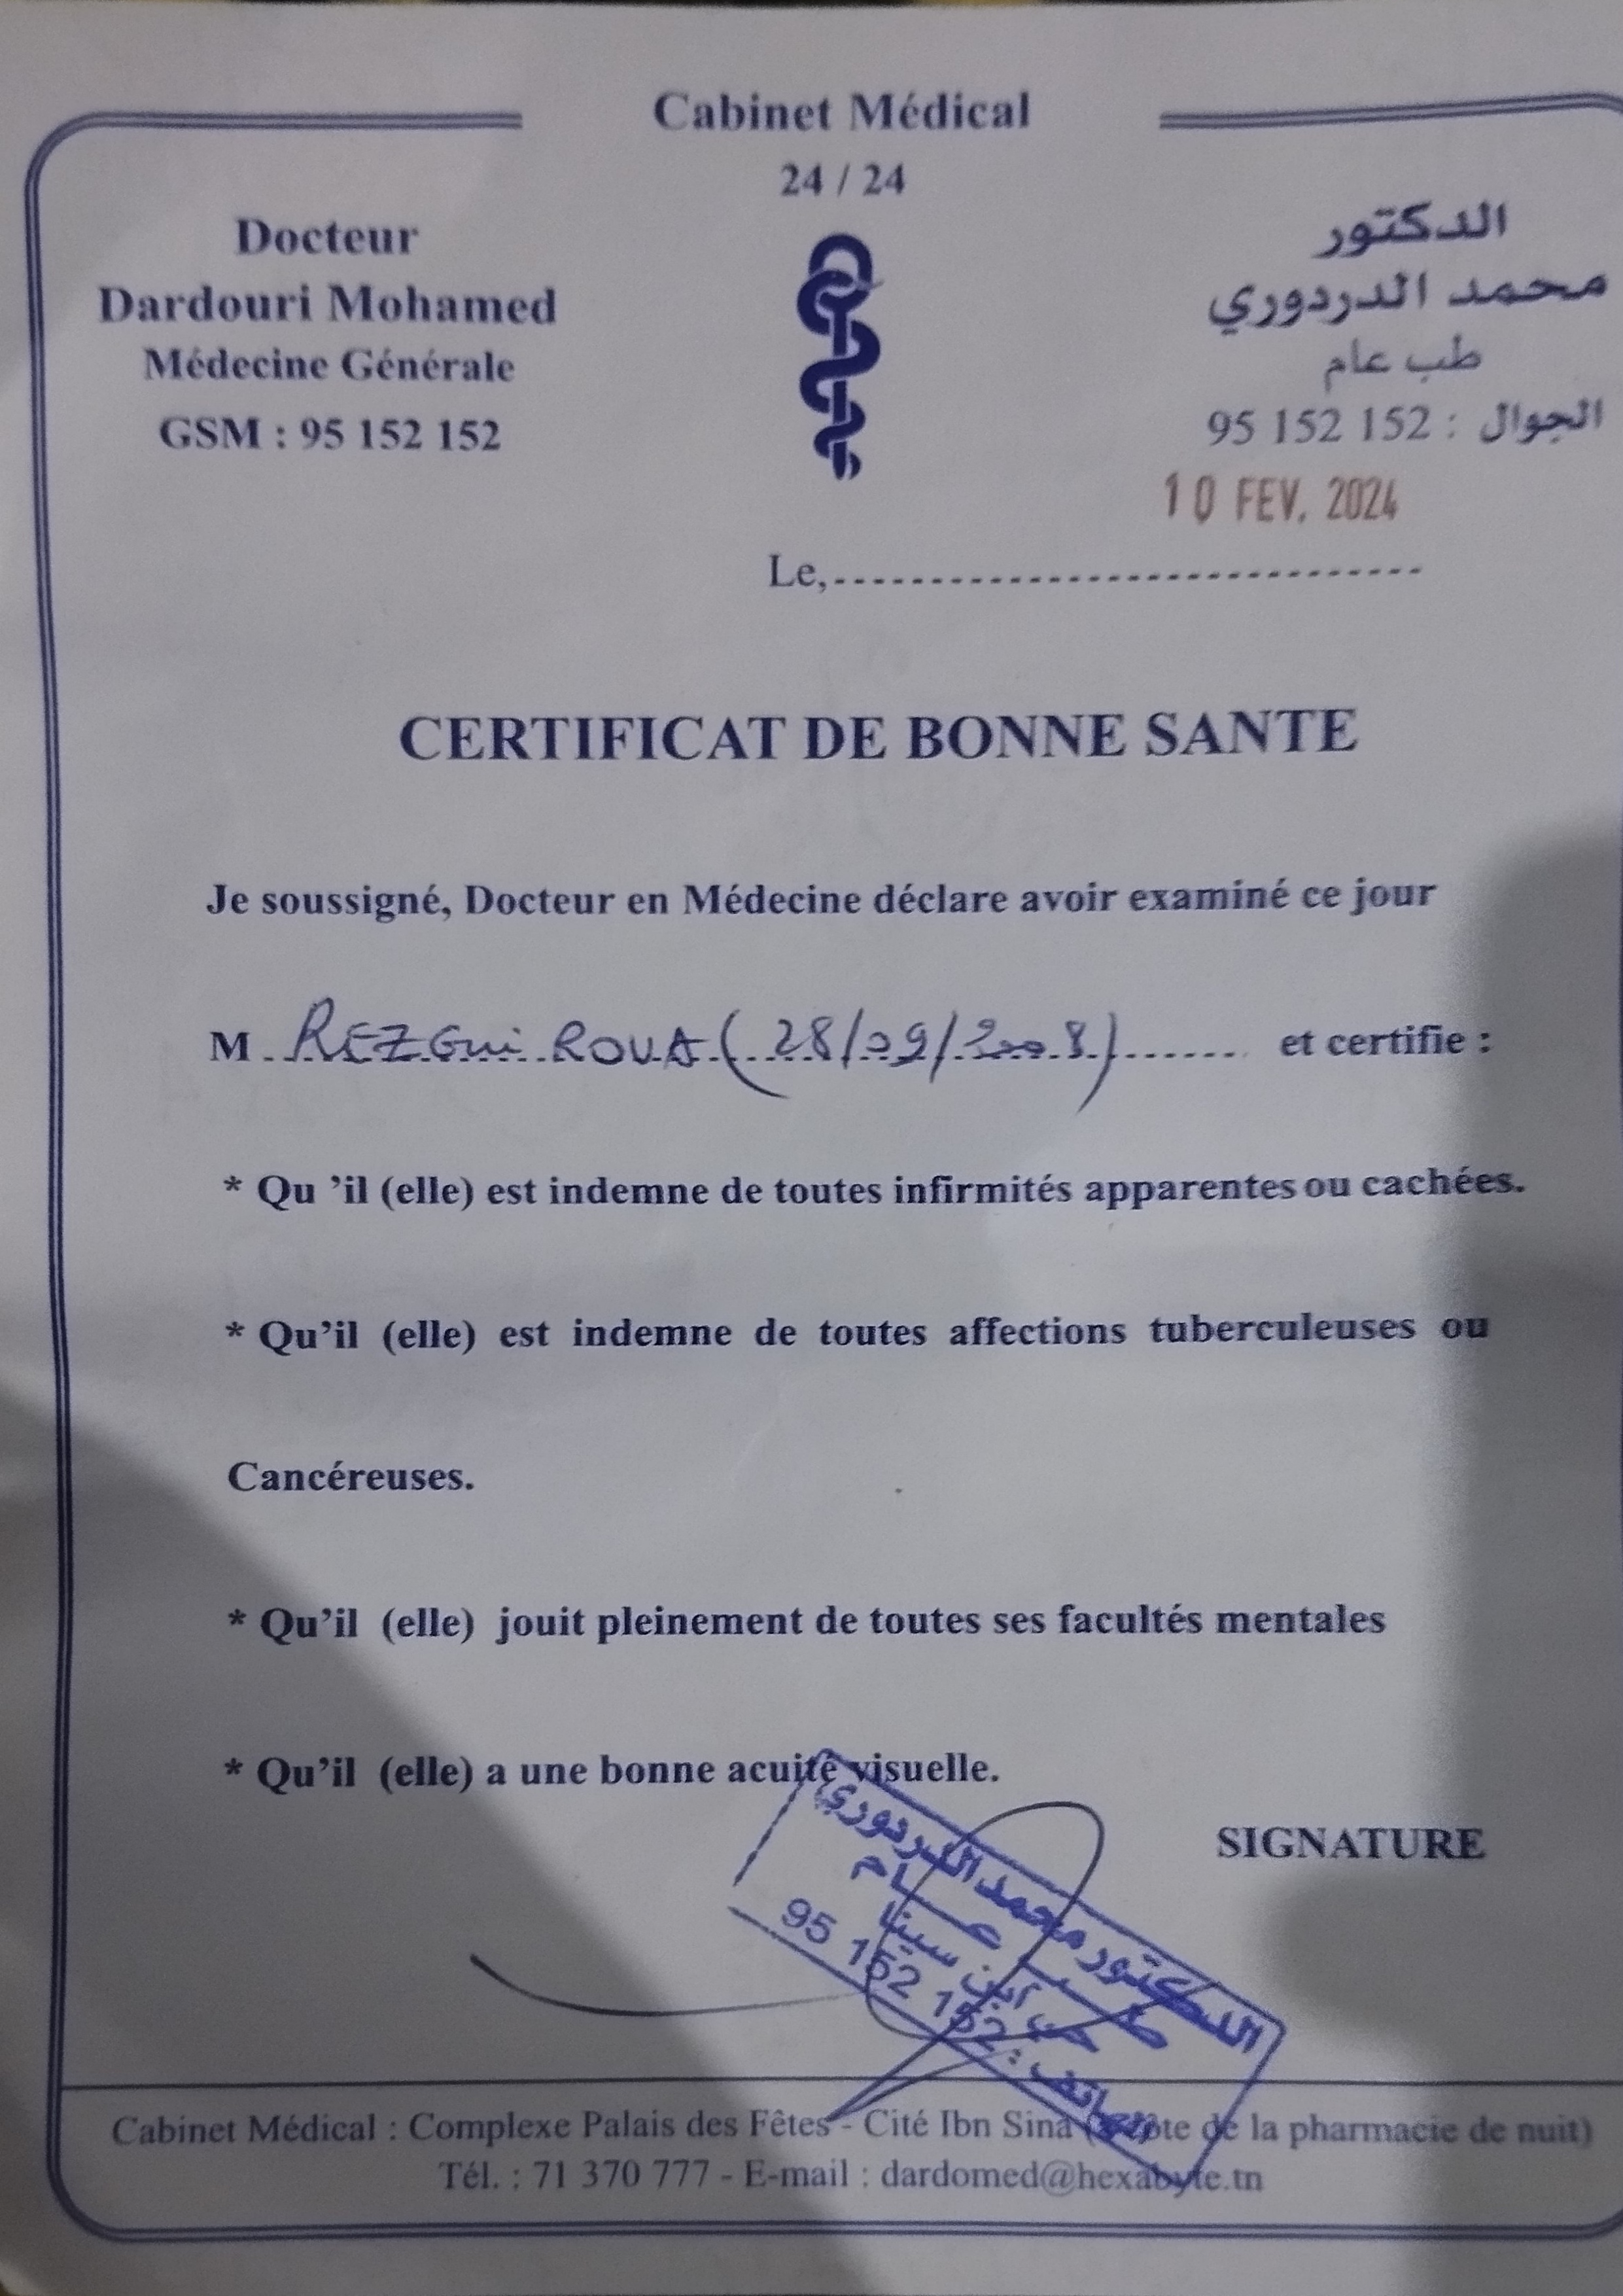 Cabinet Médical
24 / 24
Docteur
Dardouri Mohamed
Médecine Générale
GSM : 95 152 152
الدكتور
محمد الدردوري
طب عام
الجوال : 152 152 95
10 FEV. 2024
Le,
CERTIFICAT DE BONNE SANTE
Je soussigné, Docteur en Médecine déclare avoir examiné ce jour
M REZGui ROUA (28/09/2008) et certifie :
* Qu 'il (elle) est indemne de toutes infirmités apparentes ou cachées.
* Qu'il (elle) est indemne de toutes affections tuberculeuses ou
Cancéreuses.
* Qu'il (elle) jouit pleinement de toutes ses facultés mentales
* Qu'il (elle) a une bonne acuité visuelle.
SIGNATURE
الدكتور محمد الدردوري
طب عام
حي ابن سينا
الهاتف : 152 152 95
Cabinet Médical : Complexe Palais des Fêtes - Cité Ibn Sina (à côte de la pharmacie de nuit)
Tél. : 71 370 777 - E-mail : dardomed@hexabyte.tn